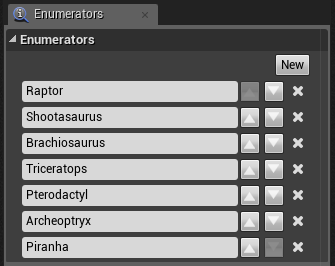 Enumerators
Enumerators
New
Raptor
Shootasaurus
Brachiosaurus
Triceratops
Pterodactyl
Archeoptryx
Piranha